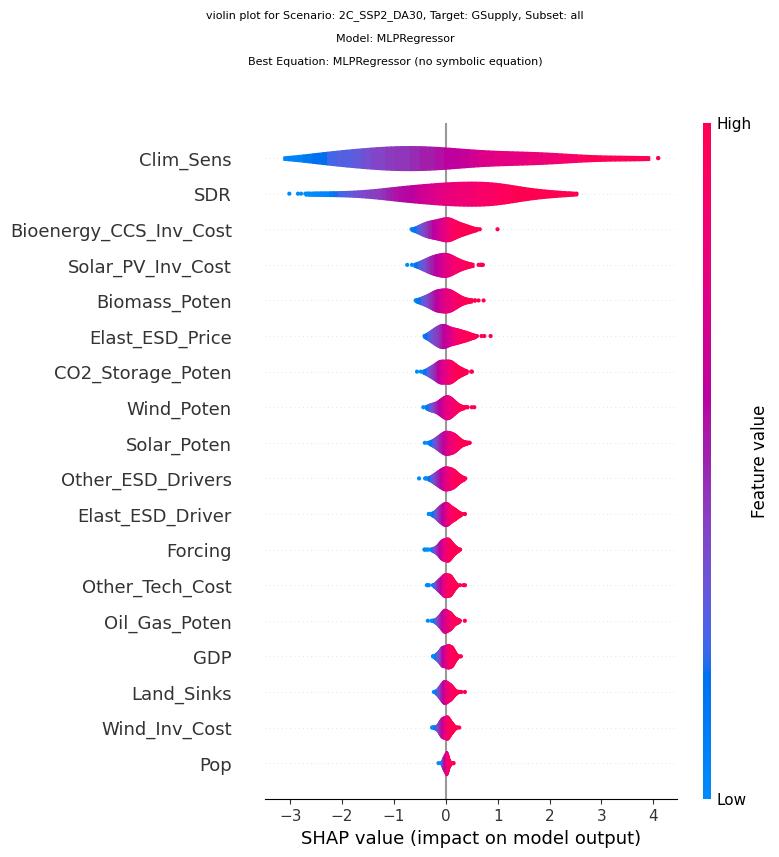 violin plot for Scenario: 2C_SSP2_DA30, Target: GSupply, Subset: all
Model: MLPRegressor
Best Equation: MLPRegressor (no symbolic equation)
High
Clim_Sens
SDR
Bioenergy_CCS_Inv_Cost
Solar_PV_Inv_Cost
Biomass_Poten
Elast_ESD_Price
CO2_Storage_Poten
Wind_Poten
Solar_Poten
Other_ESD_Drivers
Elast_ESD_Driver
Forcing
Other_Tech_Cost
Oil_Gas_Poten
GDP
Land_Sinks
Wind_Inv_Cost
Pop
Feature value
Low
−3 −2 −1 0 1 2 3 4
SHAP value (impact on model output)